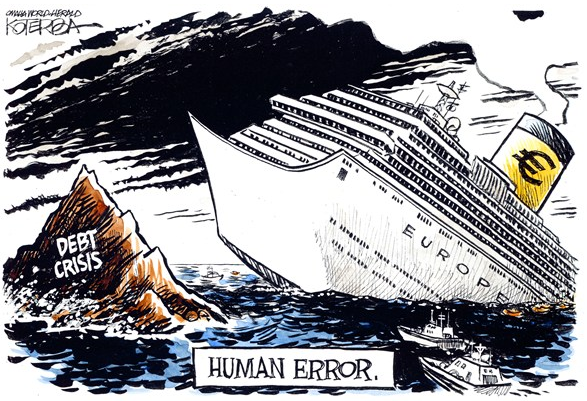 OMAHA WORLD-HERALD
KOTERBA
DEBT
CRISIS
€
EUROPE
HUMAN ERROR.